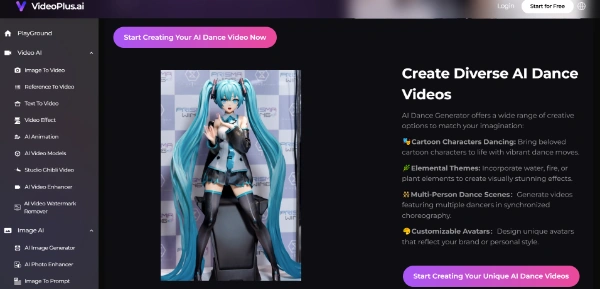 VideoPlus.ai
Login
Start for Free
PlayGround
Video AI
Image To Video
Reference To Video
Text To Video
Video Effect
AI Animation
AI Video Models
Studio Ghibli Video
AI Video Enhancer
AI Video Watermark
Remover
Image AI
AI Image Generator
AI Photo Enhancer
Image To Prompt
Start Creating Your AI Dance Video Now
Create Diverse AI Dance
Videos
AI Dance Generator offers a wide range of creative
options to match your imagination:
🎭Cartoon Characters Dancing: Bring beloved
cartoon characters to life with vibrant dance moves.
🌿Elemental Themes: Incorporate water, fire, or
plant elements to create visually stunning effects.
👯Multi-Person Dance Scenes: Generate videos
featuring multiple dancers in synchronized
choreography.
🧑‍🎨Customizable Avatars: Design unique avatars
that reflect your brand or personal style.
Start Creating Your Unique AI Dance Videos